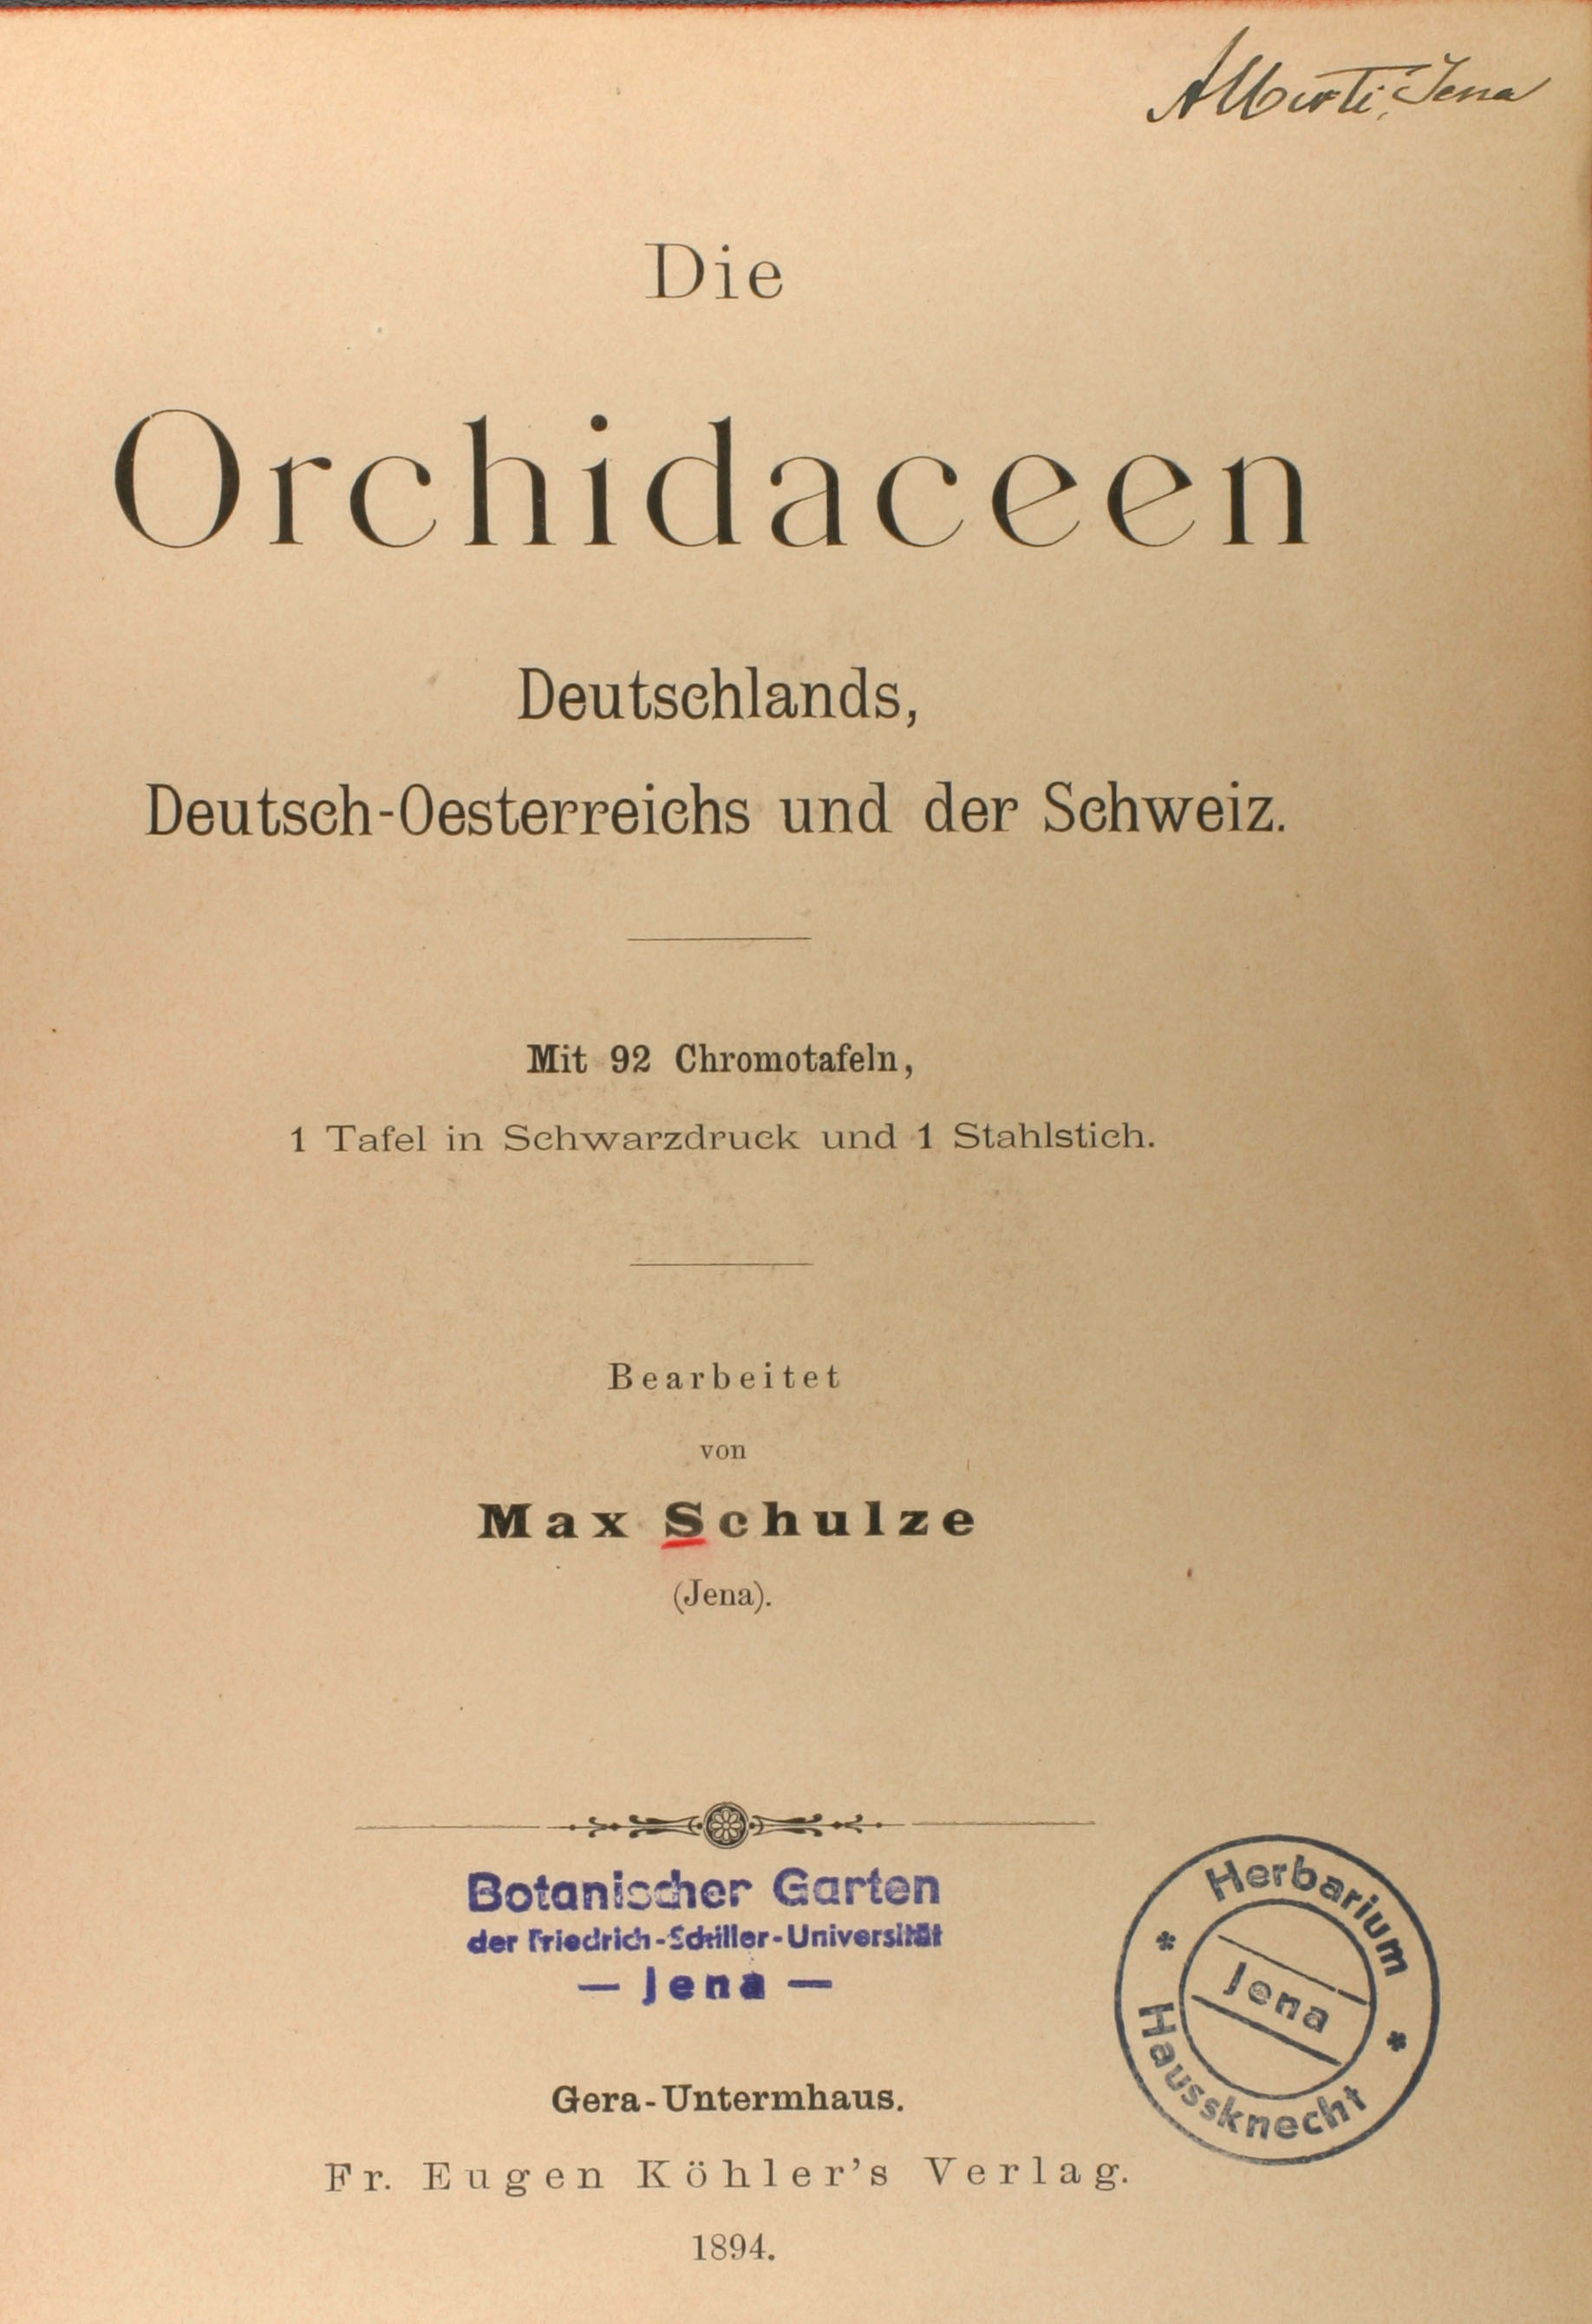 Alberti, Jena
Die
Orchidaceen
Deutschlands,
Deutsch-Oesterreichs und der Schweiz.
Mit 92 Chromotafeln,
1 Tafel in Schwarzdruck und 1 Stahlstich.
Bearbeitet
von
Max Schulze
(Jena).
Botanischer Garten
der Friedrich-Schiller-Universität
— Jena —
Herbarium
Jena
Haussknecht
Gera-Untermhaus.
Fr. Eugen Köhler's Verlag.
1894.